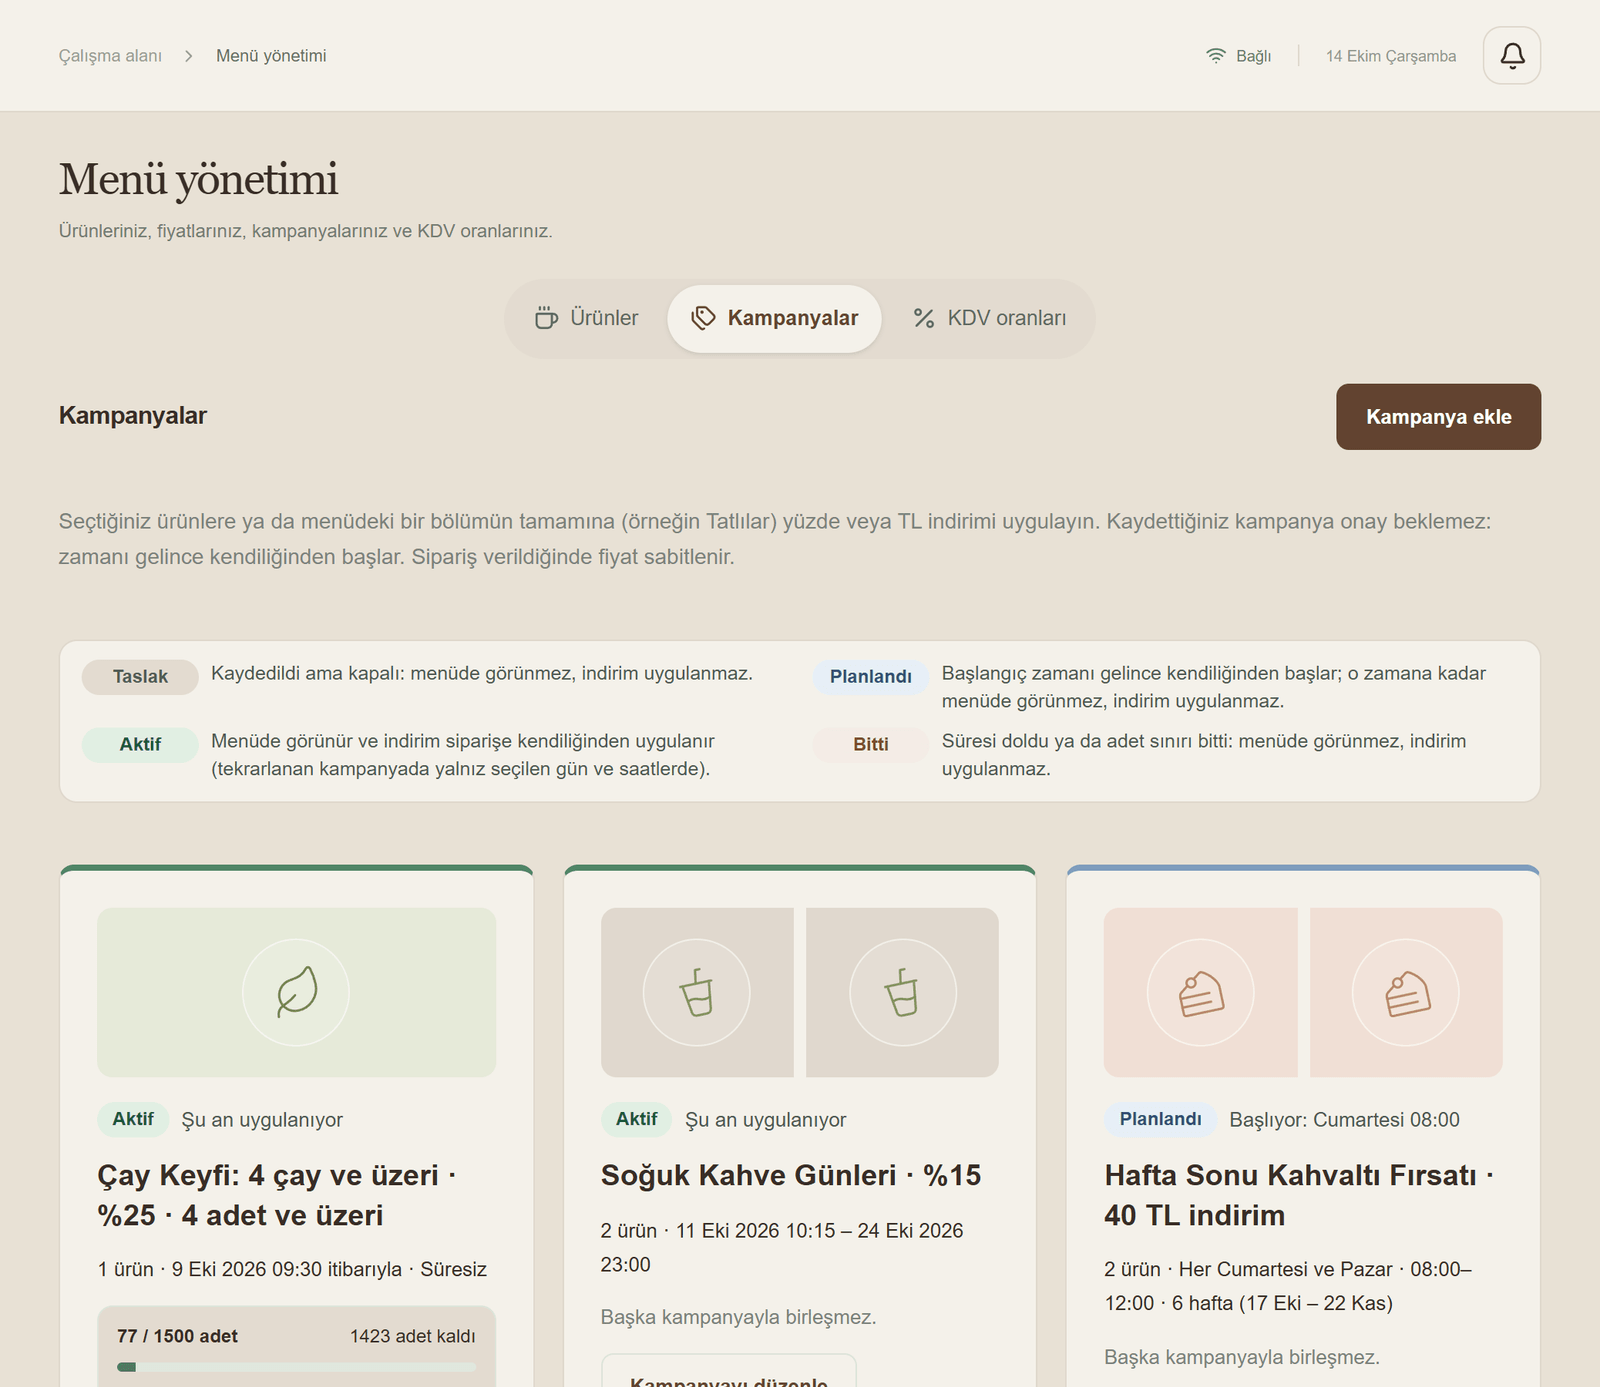 Çalışma alanı
Menü yönetimi
Bağlı
14 Ekim Çarşamba
Menü yönetimi
Ürünleriniz, fiyatlarınız, kampanyalarınız ve KDV oranlarınız.
Ürünler
Kampanyalar
KDV oranları
Kampanyalar
Kampanya ekle
Seçtiğiniz ürünlere ya da menüdeki bir bölümün tamamına (örneğin Tatlılar) yüzde veya TL indirimi uygulayın. Kaydettiğiniz kampanya onay beklemez:
zamanı gelince kendiliğinden başlar. Sipariş verildiğinde fiyat sabitlenir.
Taslak
Kaydedildi ama kapalı: menüde görünmez, indirim uygulanmaz.
Planlandı
Başlangıç zamanı gelince kendiliğinden başlar; o zamana kadar
menüde görünmez, indirim uygulanmaz.
Aktif
Menüde görünür ve indirim siparişe kendiliğinden uygulanır
(tekrarlanan kampanyada yalnız seçilen gün ve saatlerde).
Bitti
Süresi doldu ya da adet sınırı bitti: menüde görünmez, indirim
uygulanmaz.
Aktif
Şu an uygulanıyor
Çay Keyfi: 4 çay ve üzeri ·
%25 · 4 adet ve üzeri
1 ürün · 9 Eki 2026 09:30 itibarıyla · Süresiz
77 / 1500 adet
1423 adet kaldı
Aktif
Şu an uygulanıyor
Soğuk Kahve Günleri · %15
2 ürün · 11 Eki 2026 10:15 – 24 Eki 2026
23:00
Başka kampanyayla birleşmez.
Kampanyayı düzenle
Planlandı
Başlıyor: Cumartesi 08:00
Hafta Sonu Kahvaltı Fırsatı ·
40 TL indirim
2 ürün · Her Cumartesi ve Pazar · 08:00–
12:00 · 6 hafta (17 Eki – 22 Kas)
Başka kampanyayla birleşmez.